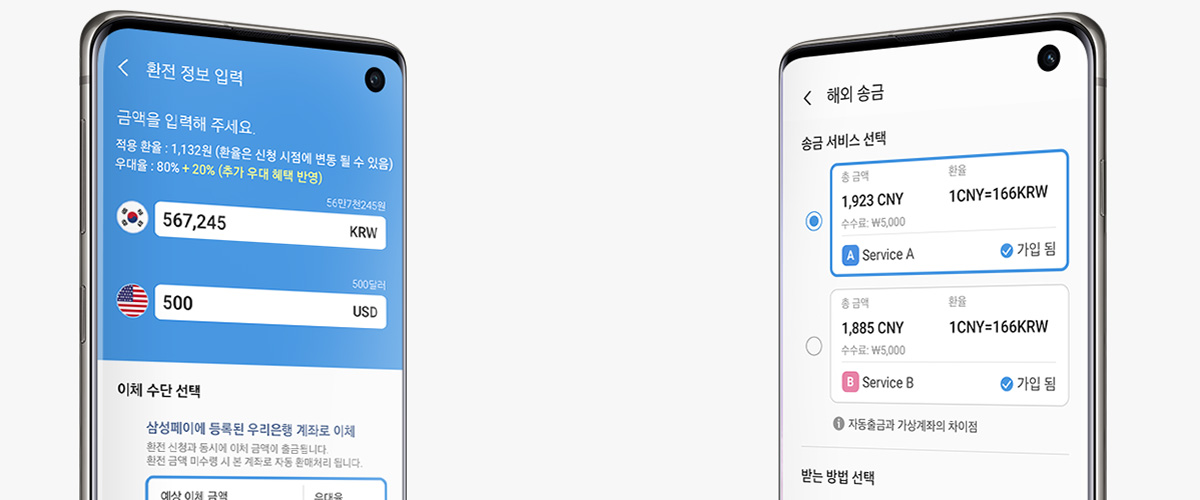 환전 정보 입력
금액을 입력해 주세요.
적용 환율 : 1,132원 (환율은 신청 시점에 변동 될 수 있음)
우대율 : 80% + 20% (추가 우대 혜택 반영)
56만7천245원
567,245 KRW
500달러
500 USD
이체 수단 선택
삼성페이에 등록된 우리은행 계좌로 이체
환전 신청과 동시에 이체 금액이 출금됩니다.
환전 금액 미수령 시 본 계좌로 자동 환매처리 됩니다.
예상 이체 금액 우대율
해외 송금
송금 서비스 선택
총 금액 환율
1,923 CNY 1CNY=166KRW
수수료: ₩5,000
A Service A 가입 됨
총 금액 환율
1,885 CNY 1CNY=166KRW
수수료: ₩5,000
B Service B 가입 됨
자동출금과 가상계좌의 차이점
받는 방법 선택